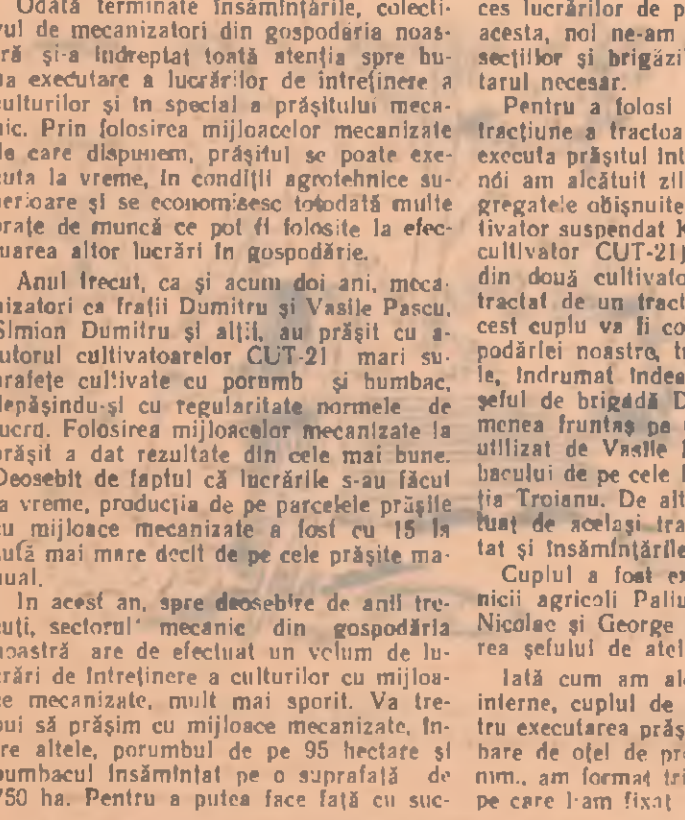 Odată terminate însămînțările, colecti-
vul de mecanizatori din gospodăria noas-
ră și-a îndreptat toată atenția spre bu-
na executare a lucrărilor de întreținere a
culturilor și în special a prășitului meca-
nic. Prin folosirea mijloacelor mecanizate
de care dispunem, prășitul se poate exe-
cuta la vreme, în condiții agrotehnice su-
perioare și se economisesc totodată multe
brațe de muncă ce pot fi folosite la efec-
uarea altor lucrări în gospodărie.
Anul trecut, ca și acum doi ani, meca-
nizatori ca frații Dumitru și Vasile Pascu,
Simion Dumitru și alții, au prășit cu a-
utorul cultivatoarelor CUT-21 mari su-
prafețe cultivate cu porumb și bumbac,
depășindu-și cu regularitate normele de
lucru. Folosirea mijloacelor mecanizate la
prășit a dat rezultate din cele mai bune.
Deosebit de faptul că lucrările s-au făcut
la vreme, producția de pe parcelele prășite
cu mijloace mecanizate a fost cu 15 la
sută mai mare decît de pe cele prășite ma-
nual.
In acest an, spre deosebire de anii tre-
cuți, sectorul mecanic din gospodăria
noastră are de efectuat un volum de lu-
crări de întreținere a culturilor cu mijloa-
ce mecanizate, mult mai sporit. Va tre-
bui să prășim cu mijloace mecanizate, în-
re altele, porumbul de pe 95 hectare și
bumbacul însămînțat pe o suprafață de
750 ha. Pentru a putea face față cu suc-
ces lucrărilor de p
acesta, noi ne-am
secțiilor și brigăzi
tarul necesar.
Pentru a folosi
tracțiune a tractoa
executa prășitul înt
noi am alcătuit zil
gregatele obișnuite
tivator suspendat K
cultivator CUT-21)
din două cultivato
tractat de un tract
cest cuplu va fi co
podăriei noastre, tr
le, îndrumat îndea
șeful de brigadă D
menea fruntaș pe
utilizat de Vasile
bacului de pe cele
ția Troianu. De alt
tuat de același tra
tat și însămînțările
Cuplul a fost ex
nicii agricoli Paliu
Nicolae și George
rea șefului de atel
Iată cum am al
interne, cuplul de
tru executarea prăș
bare de oțel de pro
mm., am format tri
pe care l-am fixat